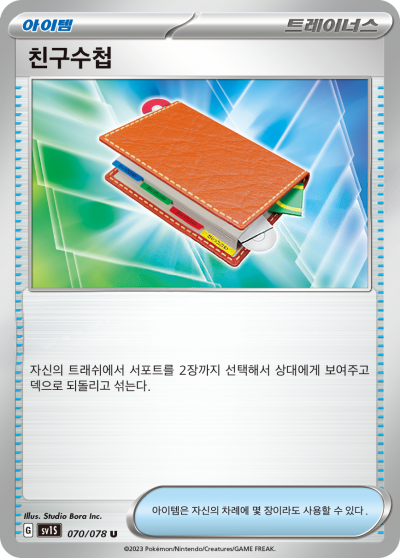 아이템 트레이너스
친구수첩
자신의 트래쉬에서 서포트를 2장까지 선택해서 상대에게 보여주고
덱으로 되돌리고 섞는다.
Illus. Studio Bora Inc.
G sv1S 070/078 U
아이템은 자신의 차례에 몇 장이라도 사용할 수 있다.
©2023 Pokémon/Nintendo/Creatures/GAME FREAK.